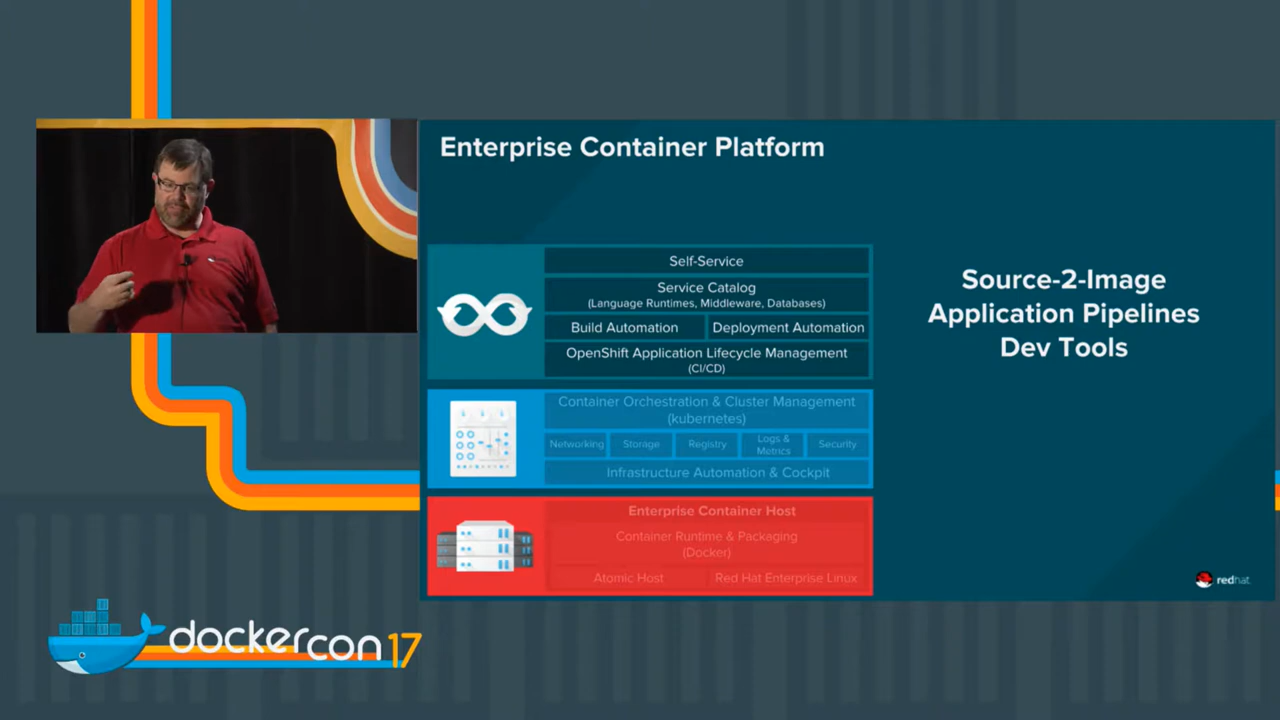 Enterprise Container Platform
Self-Service
Service Catalog
(Language Runtimes, Middleware, Databases)
Build Automation
Deployment Automation
OpenShift Application Lifecycle Management
(CI/CD)
Container Orchestration & Cluster Management
(kubernetes)
Networking
Storage
Registry
Logs &
Metrics
Security
Infrastructure Automation & Cockpit
Enterprise Container Host
Container Runtime & Packaging
(Docker)
Atomic Host
Red Hat Enterprise Linux
Source-2-Image
Application Pipelines
Dev Tools
redhat
dockercon 17